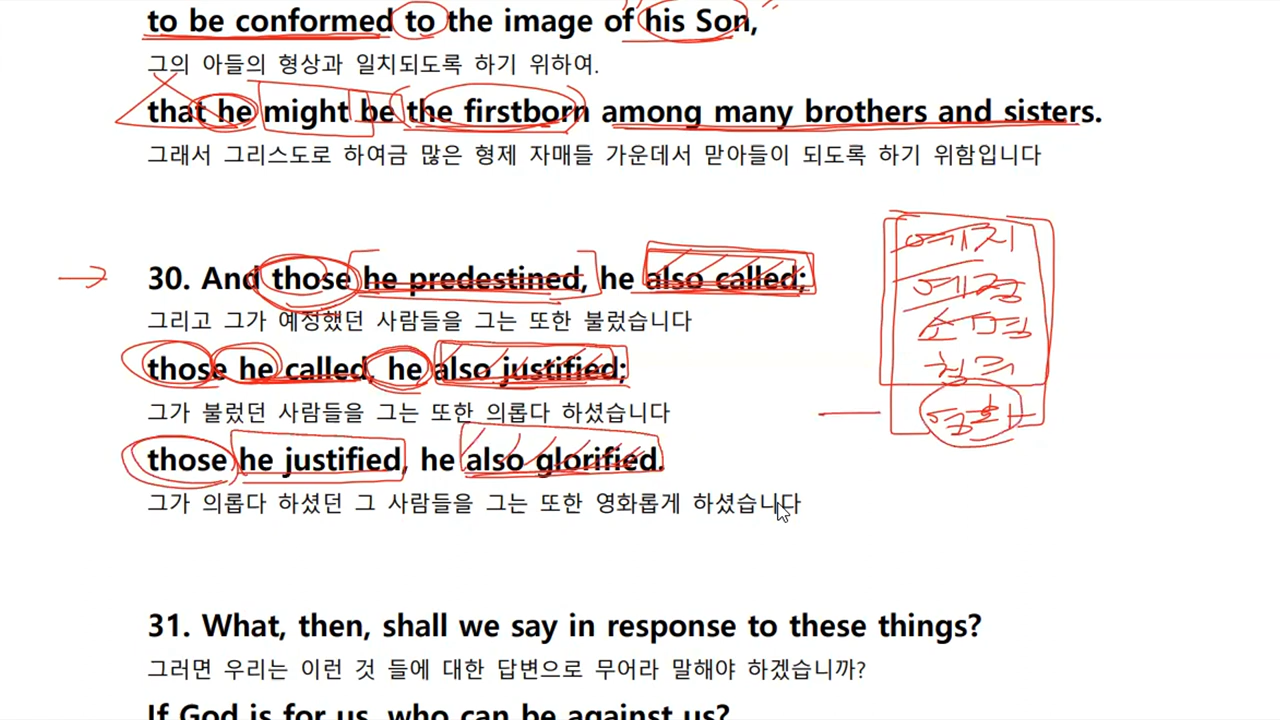 to be conformed to the image of his Son,
그의 아들의 형상과 일치되도록 하기 위하여.
that he might be the firstborn among many brothers and sisters.
그래서 그리스도로 하여금 많은 형제 자매들 가운데서 맏아들이 되도록 하기 위함입니다
30. And those he predestined, he also called;
그리고 그가 예정했던 사람들을 그는 또한 불렀습니다
those he called, he also justified;
그가 불렀던 사람들을 그는 또한 의롭다 하셨습니다
those he justified, he also glorified.
그가 의롭다 하셨던 그 사람들을 그는 또한 영화롭게 하셨습니다
예지
예정
소명
칭의
영화
31. What, then, shall we say in response to these things?
그러면 우리는 이런 것 들에 대한 답변으로 무어라 말해야 하겠습니까?
If God is for us, who can be against us?